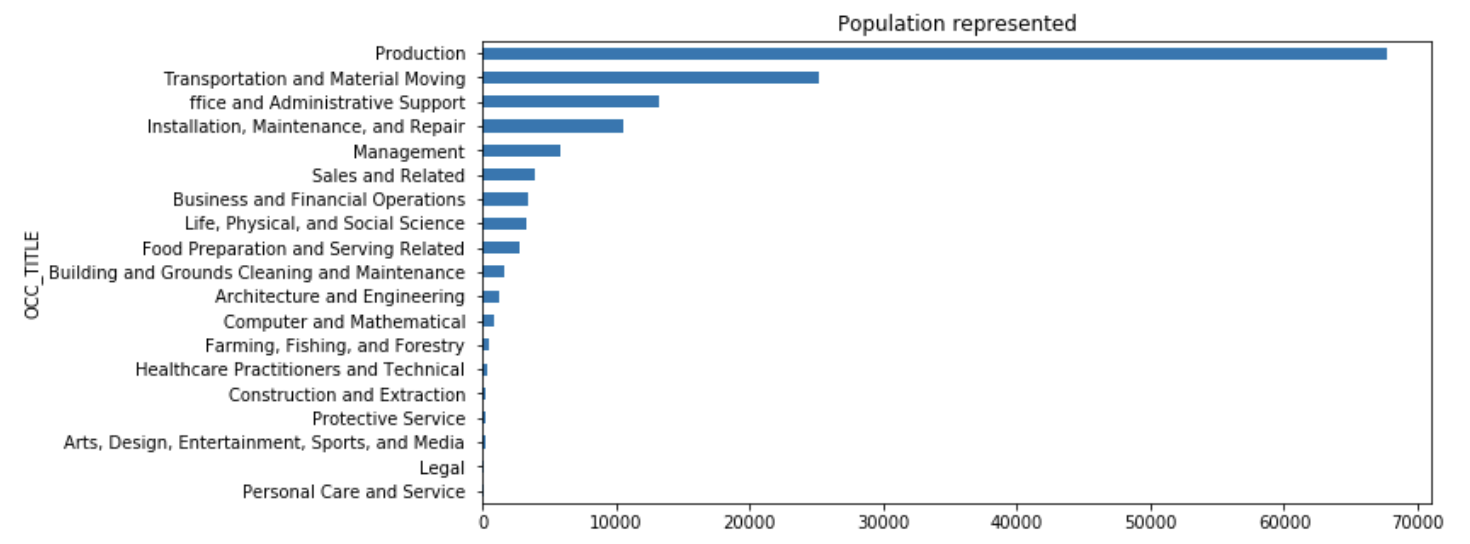 Population represented
Production
Transportation and Material Moving
ffice and Administrative Support
Installation, Maintenance, and Repair
Management
Sales and Related
Business and Financial Operations
Life, Physical, and Social Science
Food Preparation and Serving Related
Building and Grounds Cleaning and Maintenance
Architecture and Engineering
Computer and Mathematical
Farming, Fishing, and Forestry
Healthcare Practitioners and Technical
Construction and Extraction
Protective Service
Arts, Design, Entertainment, Sports, and Media
Legal
Personal Care and Service
OCC_TITLE
0 10000 20000 30000 40000 50000 60000 70000